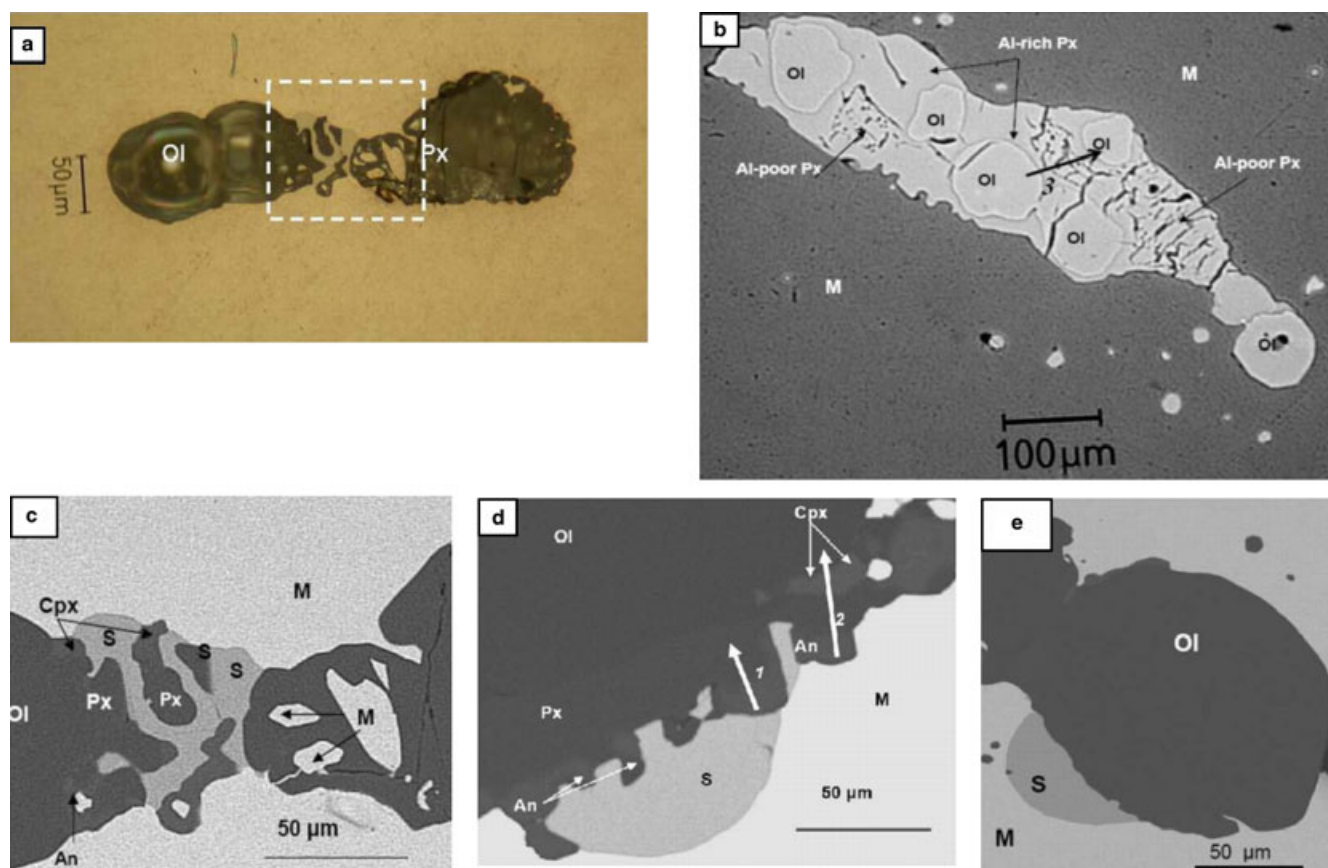 a
Ol
Px
50µm
b
Al-rich Px
M
Ol
Ol
Ol
Al-poor Px
Ol
3
Al-poor Px
Ol
M
Ol
100µm
c
M
Cpx
S
S
S
Px
Px
Ol
M
An
50 µm
d
Cpx
Ol
2
An
1
M
Px
S
An
50 µm
e
Ol
S
M
50 µm